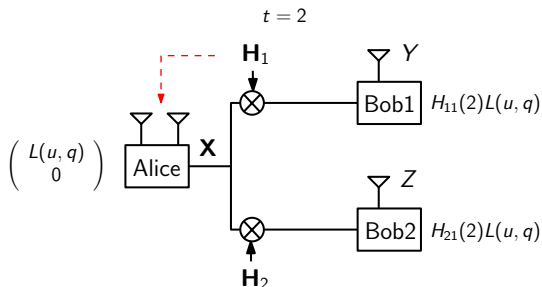 t = 2
H₁
Y
Bob1
H₁₁(2)L(u, q)
( L(u, q)
0 )
Alice
X
Z
Bob2
H₂₁(2)L(u, q)
H₂